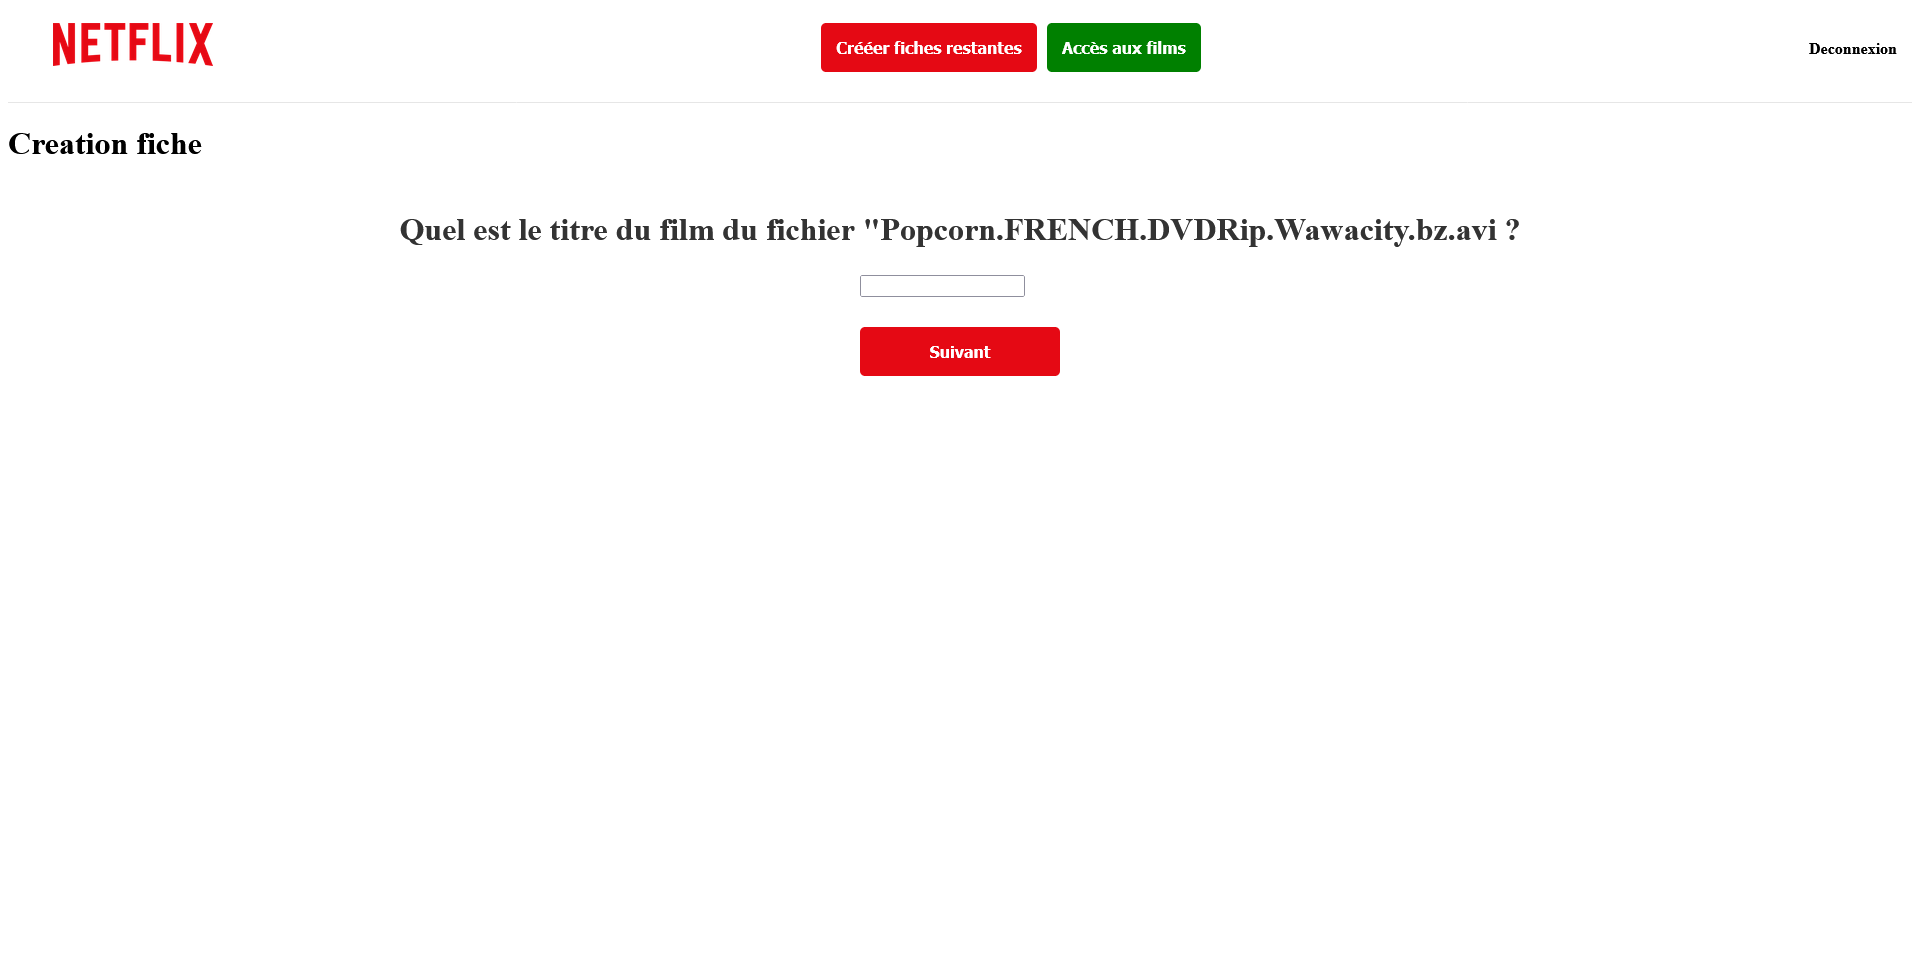 NETFLIX
Crééer fiches restantes
Accès aux films
Deconnexion
Creation fiche
Quel est le titre du film du fichier "Popcorn.FRENCH.DVDRip.Wawacity.bz.avi ?
Suivant